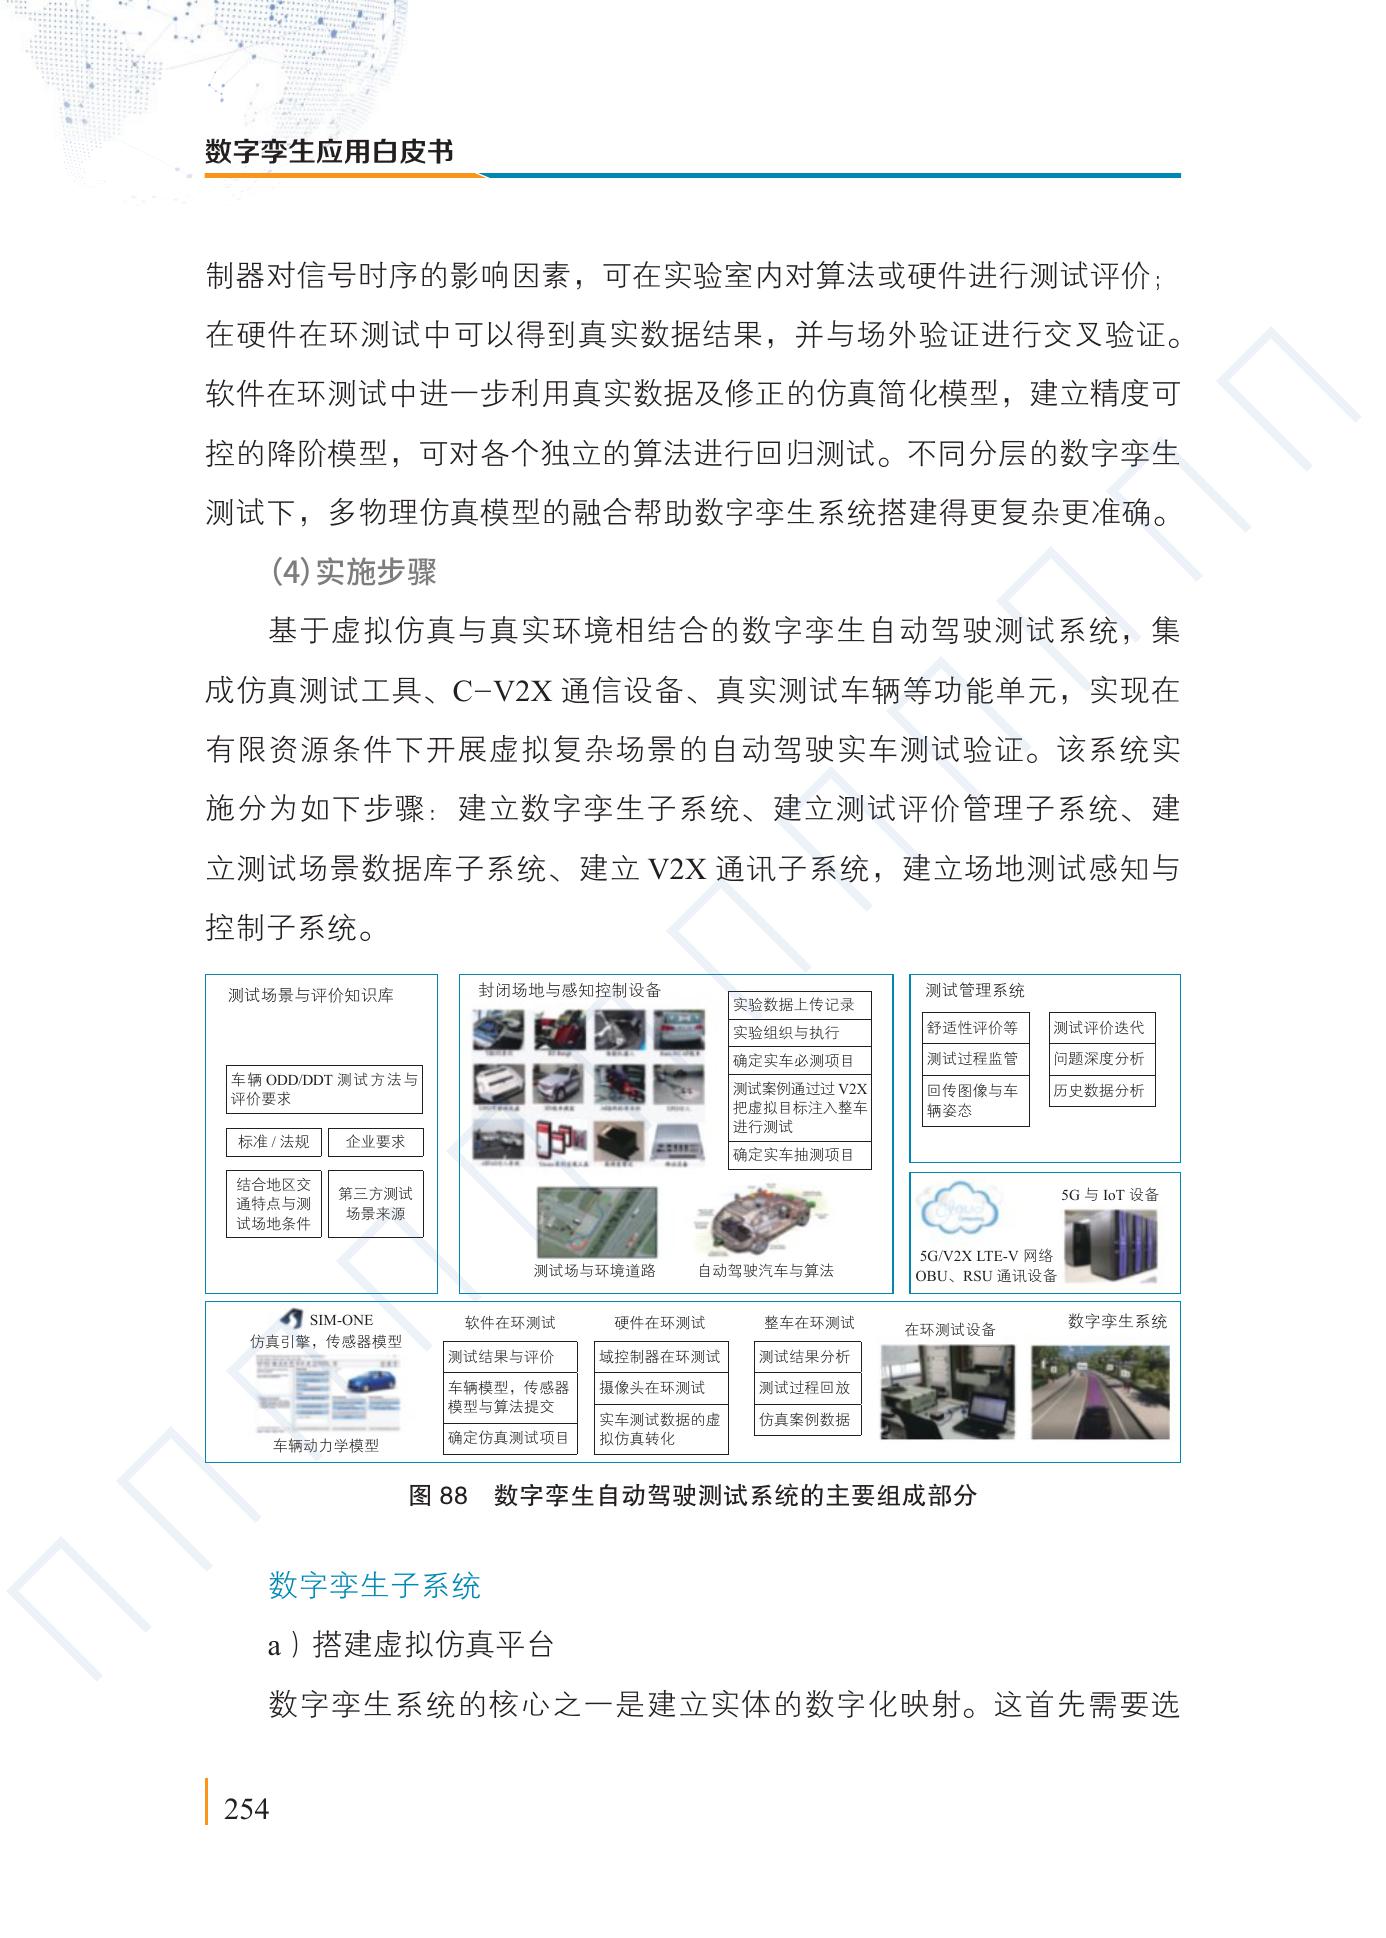 数字孪生应用白皮书
制器对信号时序的影响因素，可在实验室内对算法或硬件进行测试评价；
在硬件在环测试中可以得到真实数据结果，并与场外验证进行交叉验证。
软件在环测试中进一步利用真实数据及修正的仿真简化模型，建立精度可
控的降阶模型，可对各个独立的算法进行回归测试。不同分层的数字孪生
测试下，多物理仿真模型的融合帮助数字孪生系统搭建得更复杂更准确。
（4）实施步骤
基于虚拟仿真与真实环境相结合的数字孪生自动驾驶测试系统，集
成仿真测试工具、C-V2X 通信设备、真实测试车辆等功能单元，实现在
有限资源条件下开展虚拟复杂场景的自动驾驶实车测试验证。该系统实
施分为如下步骤：建立数字孪生子系统、建立测试评价管理子系统、建
立测试场景数据库子系统、建立 V2X 通讯子系统，建立场地测试感知与
控制子系统。
测试场景与评价知识库
车辆 ODD/DDT 测试方法与
评价要求
标准 / 法规
企业要求
结合地区交
通特点与测
试场地条件
第三方测试
场景来源
封闭场地与感知控制设备
实验数据上传记录
实验组织与执行
确定实车必测项目
测试案例通过过 V2X
把虚拟目标注入整车
进行测试
确定实车抽测项目
测试场与环境道路
自动驾驶汽车与算法
测试管理系统
舒适性评价等
测试过程监管
回传图像与车
辆姿态
测试评价迭代
问题深度分析
历史数据分析
5G 与 IoT 设备
5G/V2X LTE-V 网络
OBU、RSU 通讯设备
SIM-ONE
仿真引擎，传感器模型
车辆动力学模型
软件在环测试
测试结果与评价
车辆模型，传感器
模型与算法提交
确定仿真测试项目
硬件在环测试
域控制器在环测试
摄像头在环测试
实车测试数据的虚
拟仿真转化
整车在环测试
测试结果分析
测试过程回放
仿真案例数据
在环测试设备
数字孪生系统
图 88 数字孪生自动驾驶测试系统的主要组成部分
数字孪生子系统
a）搭建虚拟仿真平台
数字孪生系统的核心之一是建立实体的数字化映射。这首先需要选
254